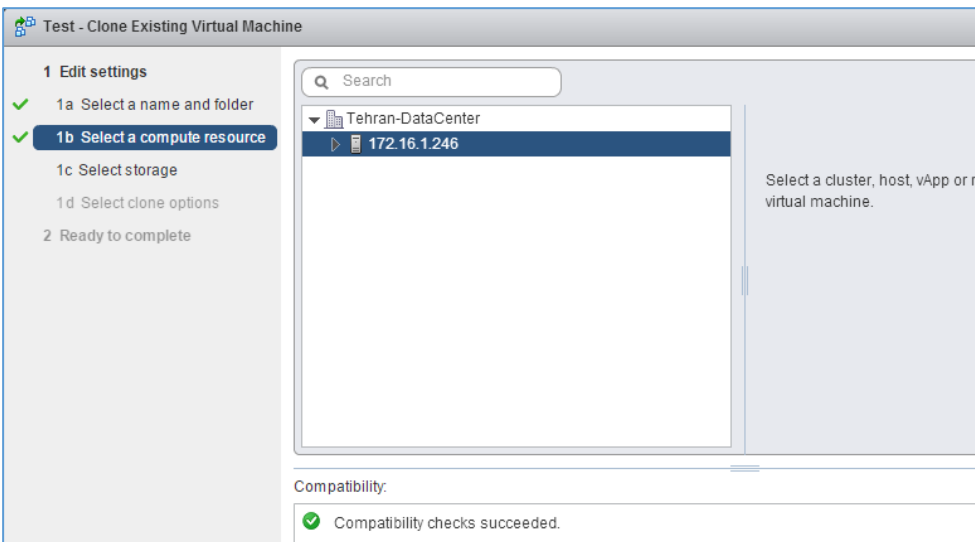 Test - Clone Existing Virtual Machine
1 Edit settings
1a Select a name and folder
1b Select a compute resource
1c Select storage
1d Select clone options
2 Ready to complete
Search
Tehran-DataCenter
172.16.1.246
Select a cluster, host, vApp or
virtual machine.
Compatibility:
Compatibility checks succeeded.